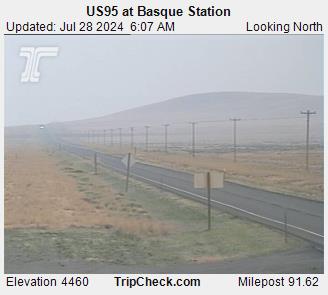 US95 at Basque Station
Updated: Jul 28 2024 6:07 AM Looking North
Elevation 4460 TripCheck.com Milepost 91.62